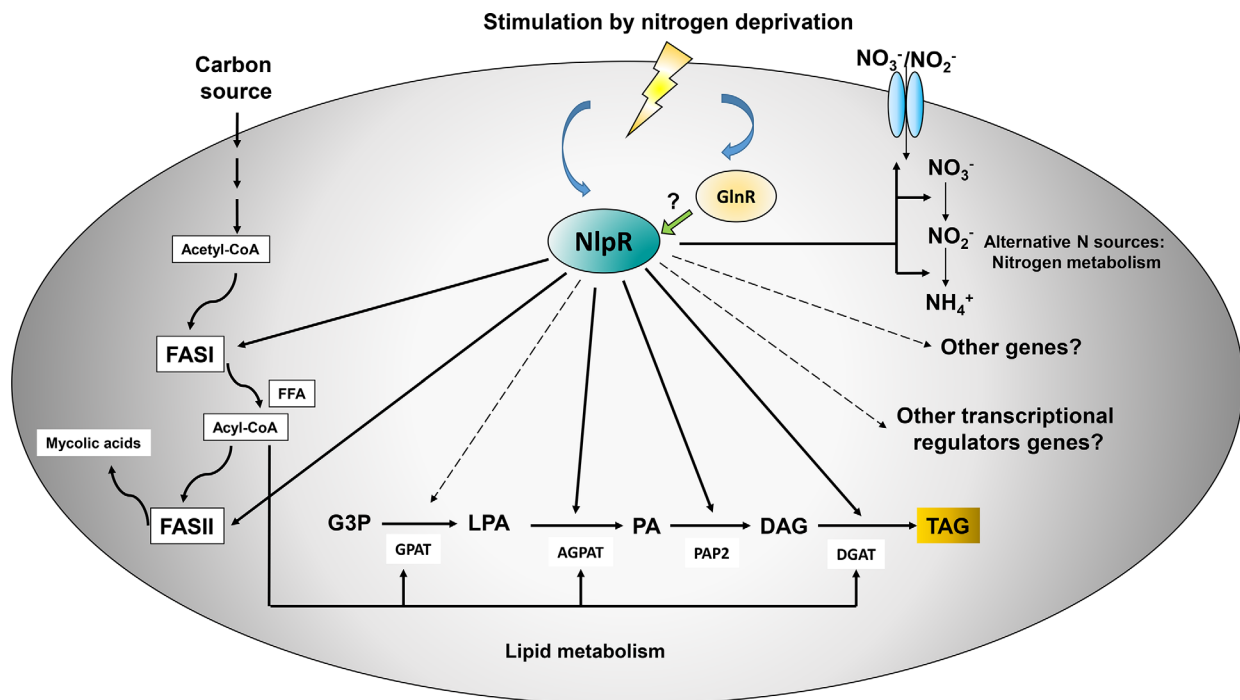 Stimulation by nitrogen deprivation
Carbon
source
NO₃⁻/NO₂⁻
GlnR
?
NlpR
NO₃⁻
NO₂⁻
NH₄⁺
Alternative N sources:
Nitrogen metabolism
Acetyl-CoA
FASI
FFA
Acyl-CoA
Mycolic acids
FASII
Other genes?
Other transcriptional
regulators genes?
G3P
LPA
PA
DAG
TAG
GPAT
AGPAT
PAP2
DGAT
Lipid metabolism